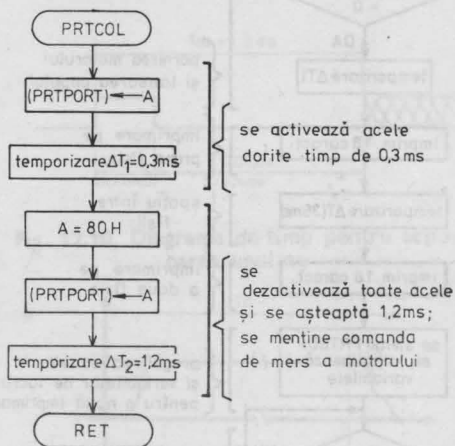 PRTCOL
(PRTPORT) ← A
temporizare ΔT₁=0,3ms
se activează acele
dorite timp de 0,3 ms
A = 80H
(PRTPORT) ← A
temporizare ΔT₂=1,2ms
se
dezactivează toate acele
și se așteaptă 1,2ms;
se menține comanda
de mers a motorului
RET